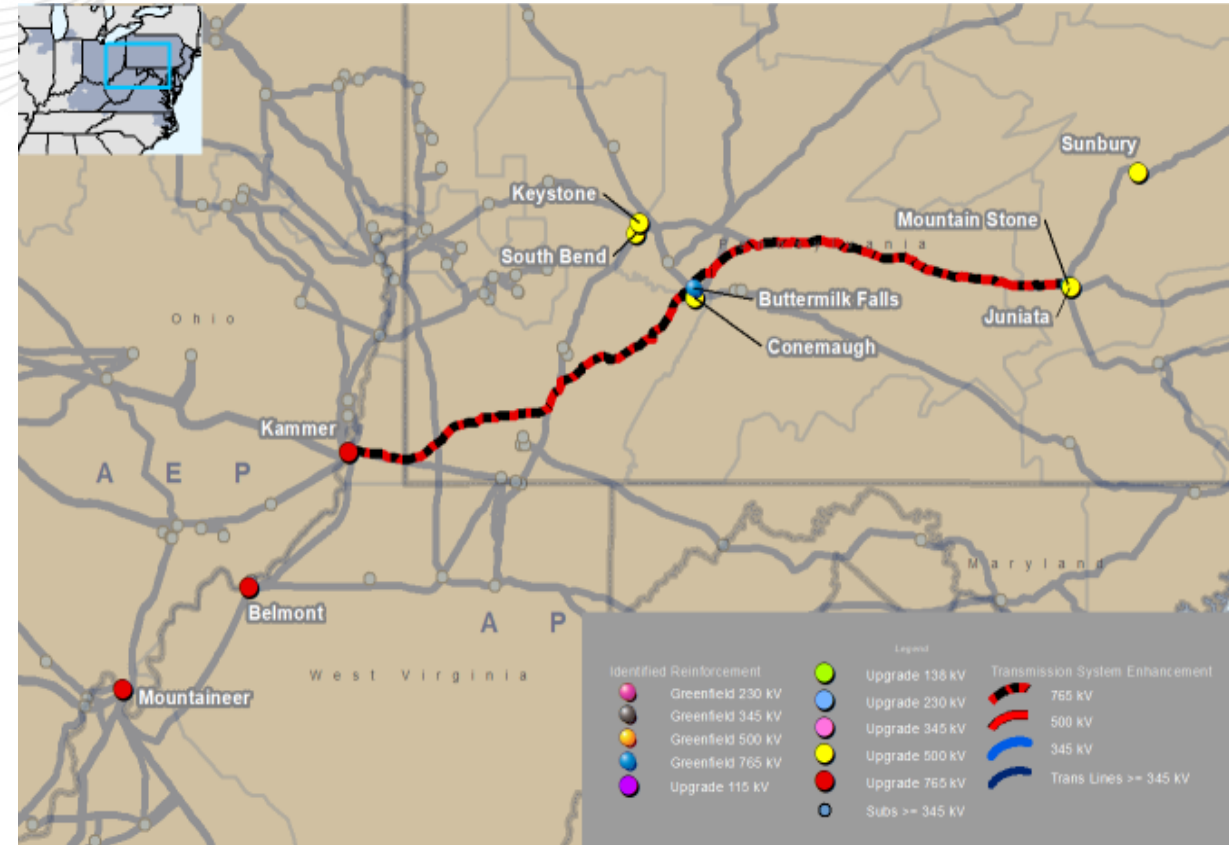 Sunbury
Keystone
Mountain Stone
Pennsylvania
South Bend
Buttermilk Falls
Juniata
Ohio
Conemaugh
Kammer
A E P
Maryland
Belmont
A P
West Virginia
Mountaineer
Legend
Identified Reinforcement
Greenfield 230 kV
Greenfield 345 kV
Greenfield 500 kV
Greenfield 765 kV
Upgrade 115 kV
Upgrade 138 kV
Upgrade 230 kV
Upgrade 345 kV
Upgrade 500 kV
Upgrade 765 kV
Subs >= 345 kV
Transmission System Enhancement
765 kV
500 kV
345 kV
Trans Lines >= 345 kV